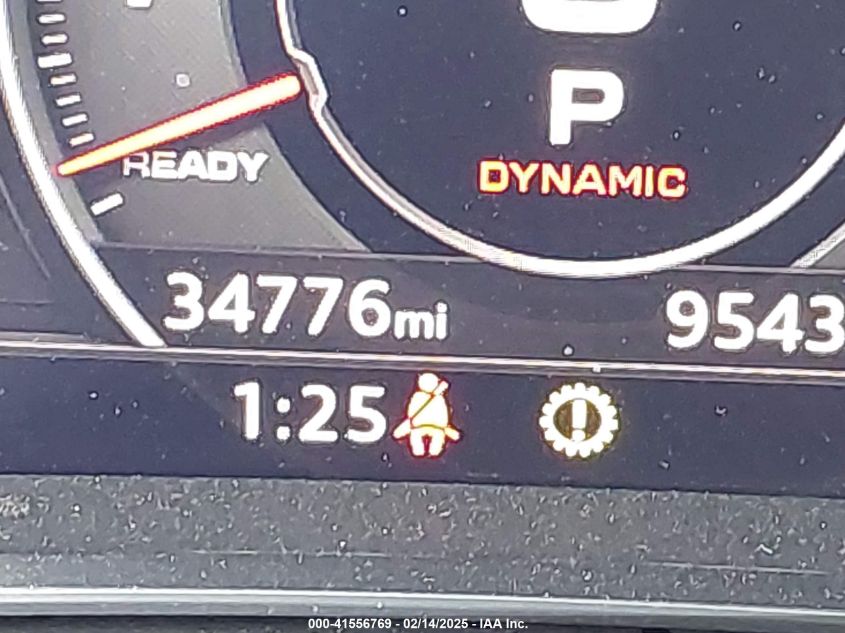 P
READY
DYNAMIC
34776mi 9543
1:25
000-41556769 - 02/14/2025 - IAA Inc.